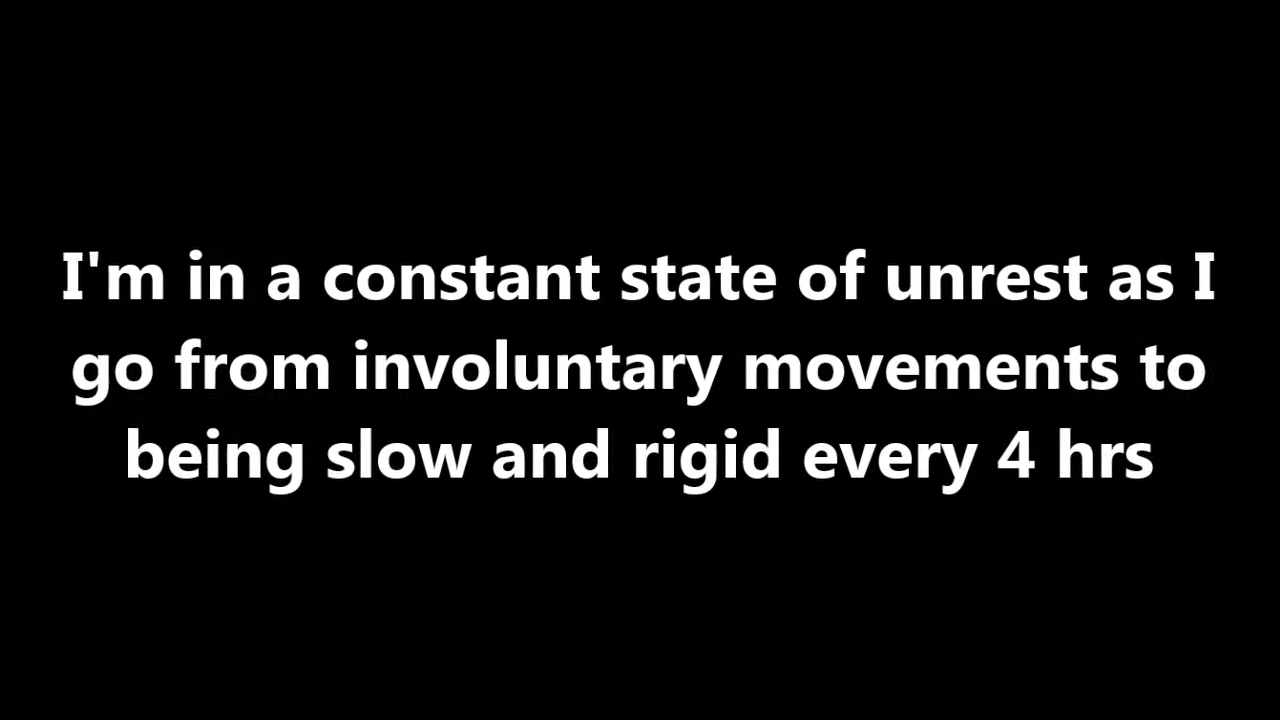 I'm in a constant state of unrest as I
go from involuntary movements to
being slow and rigid every 4 hrs